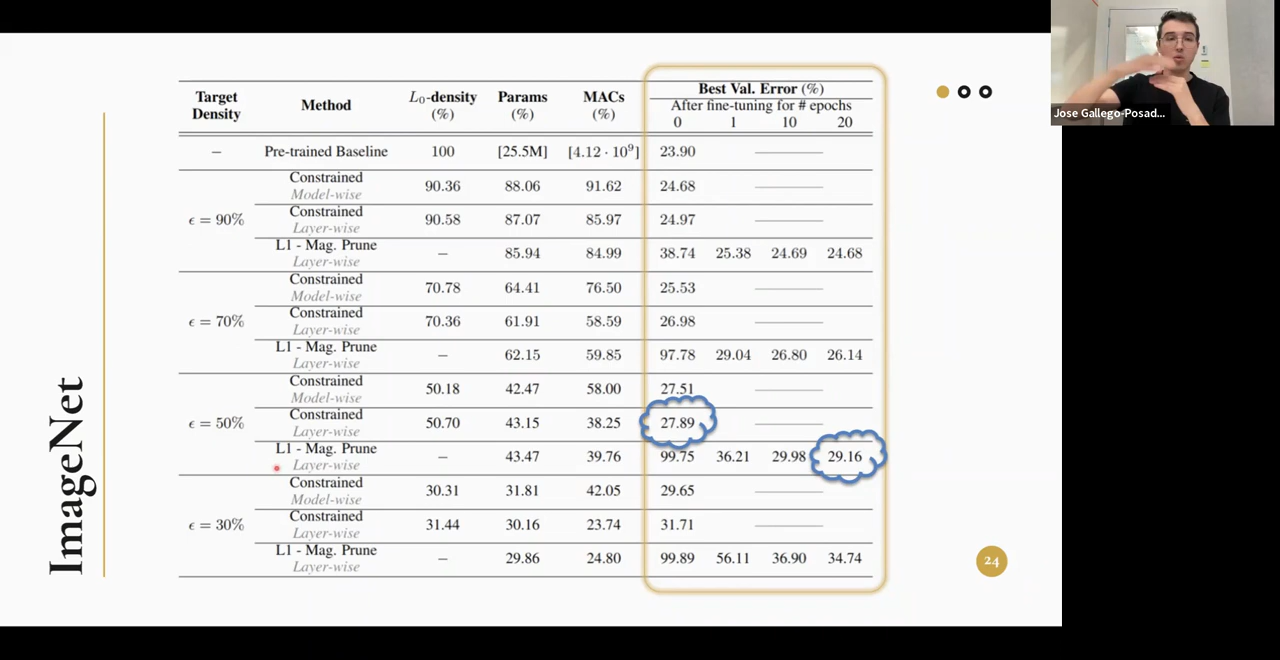 Target Density Method L0-density (%) Params (%) MACs (%) Best Val. Error (%)
After fine-tuning for # epochs
0 1 10 20
– Pre-trained Baseline 100 [25.5M] [4.12 · 10⁹] 23.90
ϵ = 90%
Constrained Model-wise 90.36 88.06 91.62 24.68
Constrained Layer-wise 90.58 87.07 85.97 24.97
L1 - Mag. Prune Layer-wise – 85.94 84.99 38.74 25.38 24.69 24.68
ϵ = 70%
Constrained Model-wise 70.78 64.41 76.50 25.53
Constrained Layer-wise 70.36 61.91 58.59 26.98
L1 - Mag. Prune Layer-wise – 62.15 59.85 97.78 29.04 26.80 26.14
ϵ = 50%
Constrained Model-wise 50.18 42.47 58.00 27.51
Constrained Layer-wise 50.70 43.15 38.25 27.89
L1 - Mag. Prune Layer-wise – 43.47 39.76 99.75 36.21 29.98 29.16
ϵ = 30%
Constrained Model-wise 30.31 31.81 42.05 29.65
Constrained Layer-wise 31.44 30.16 23.74 31.71
L1 - Mag. Prune Layer-wise – 29.86 24.80 99.89 56.11 36.90 34.74
ImageNet
24
Jose Gallego-Posad...